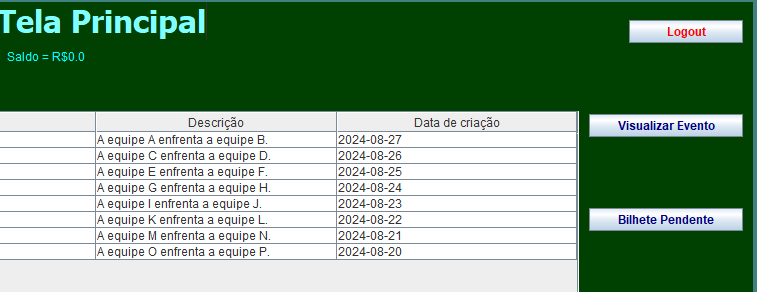 Tela Principal
Logout
Saldo = R$0.0
Descrição Data de criação
Visualizar Evento
A equipe A enfrenta a equipe B. 2024-08-27
A equipe C enfrenta a equipe D. 2024-08-26
A equipe E enfrenta a equipe F. 2024-08-25
A equipe G enfrenta a equipe H. 2024-08-24
A equipe I enfrenta a equipe J. 2024-08-23
A equipe K enfrenta a equipe L. 2024-08-22
Bilhete Pendente
A equipe M enfrenta a equipe N. 2024-08-21
A equipe O enfrenta a equipe P. 2024-08-20